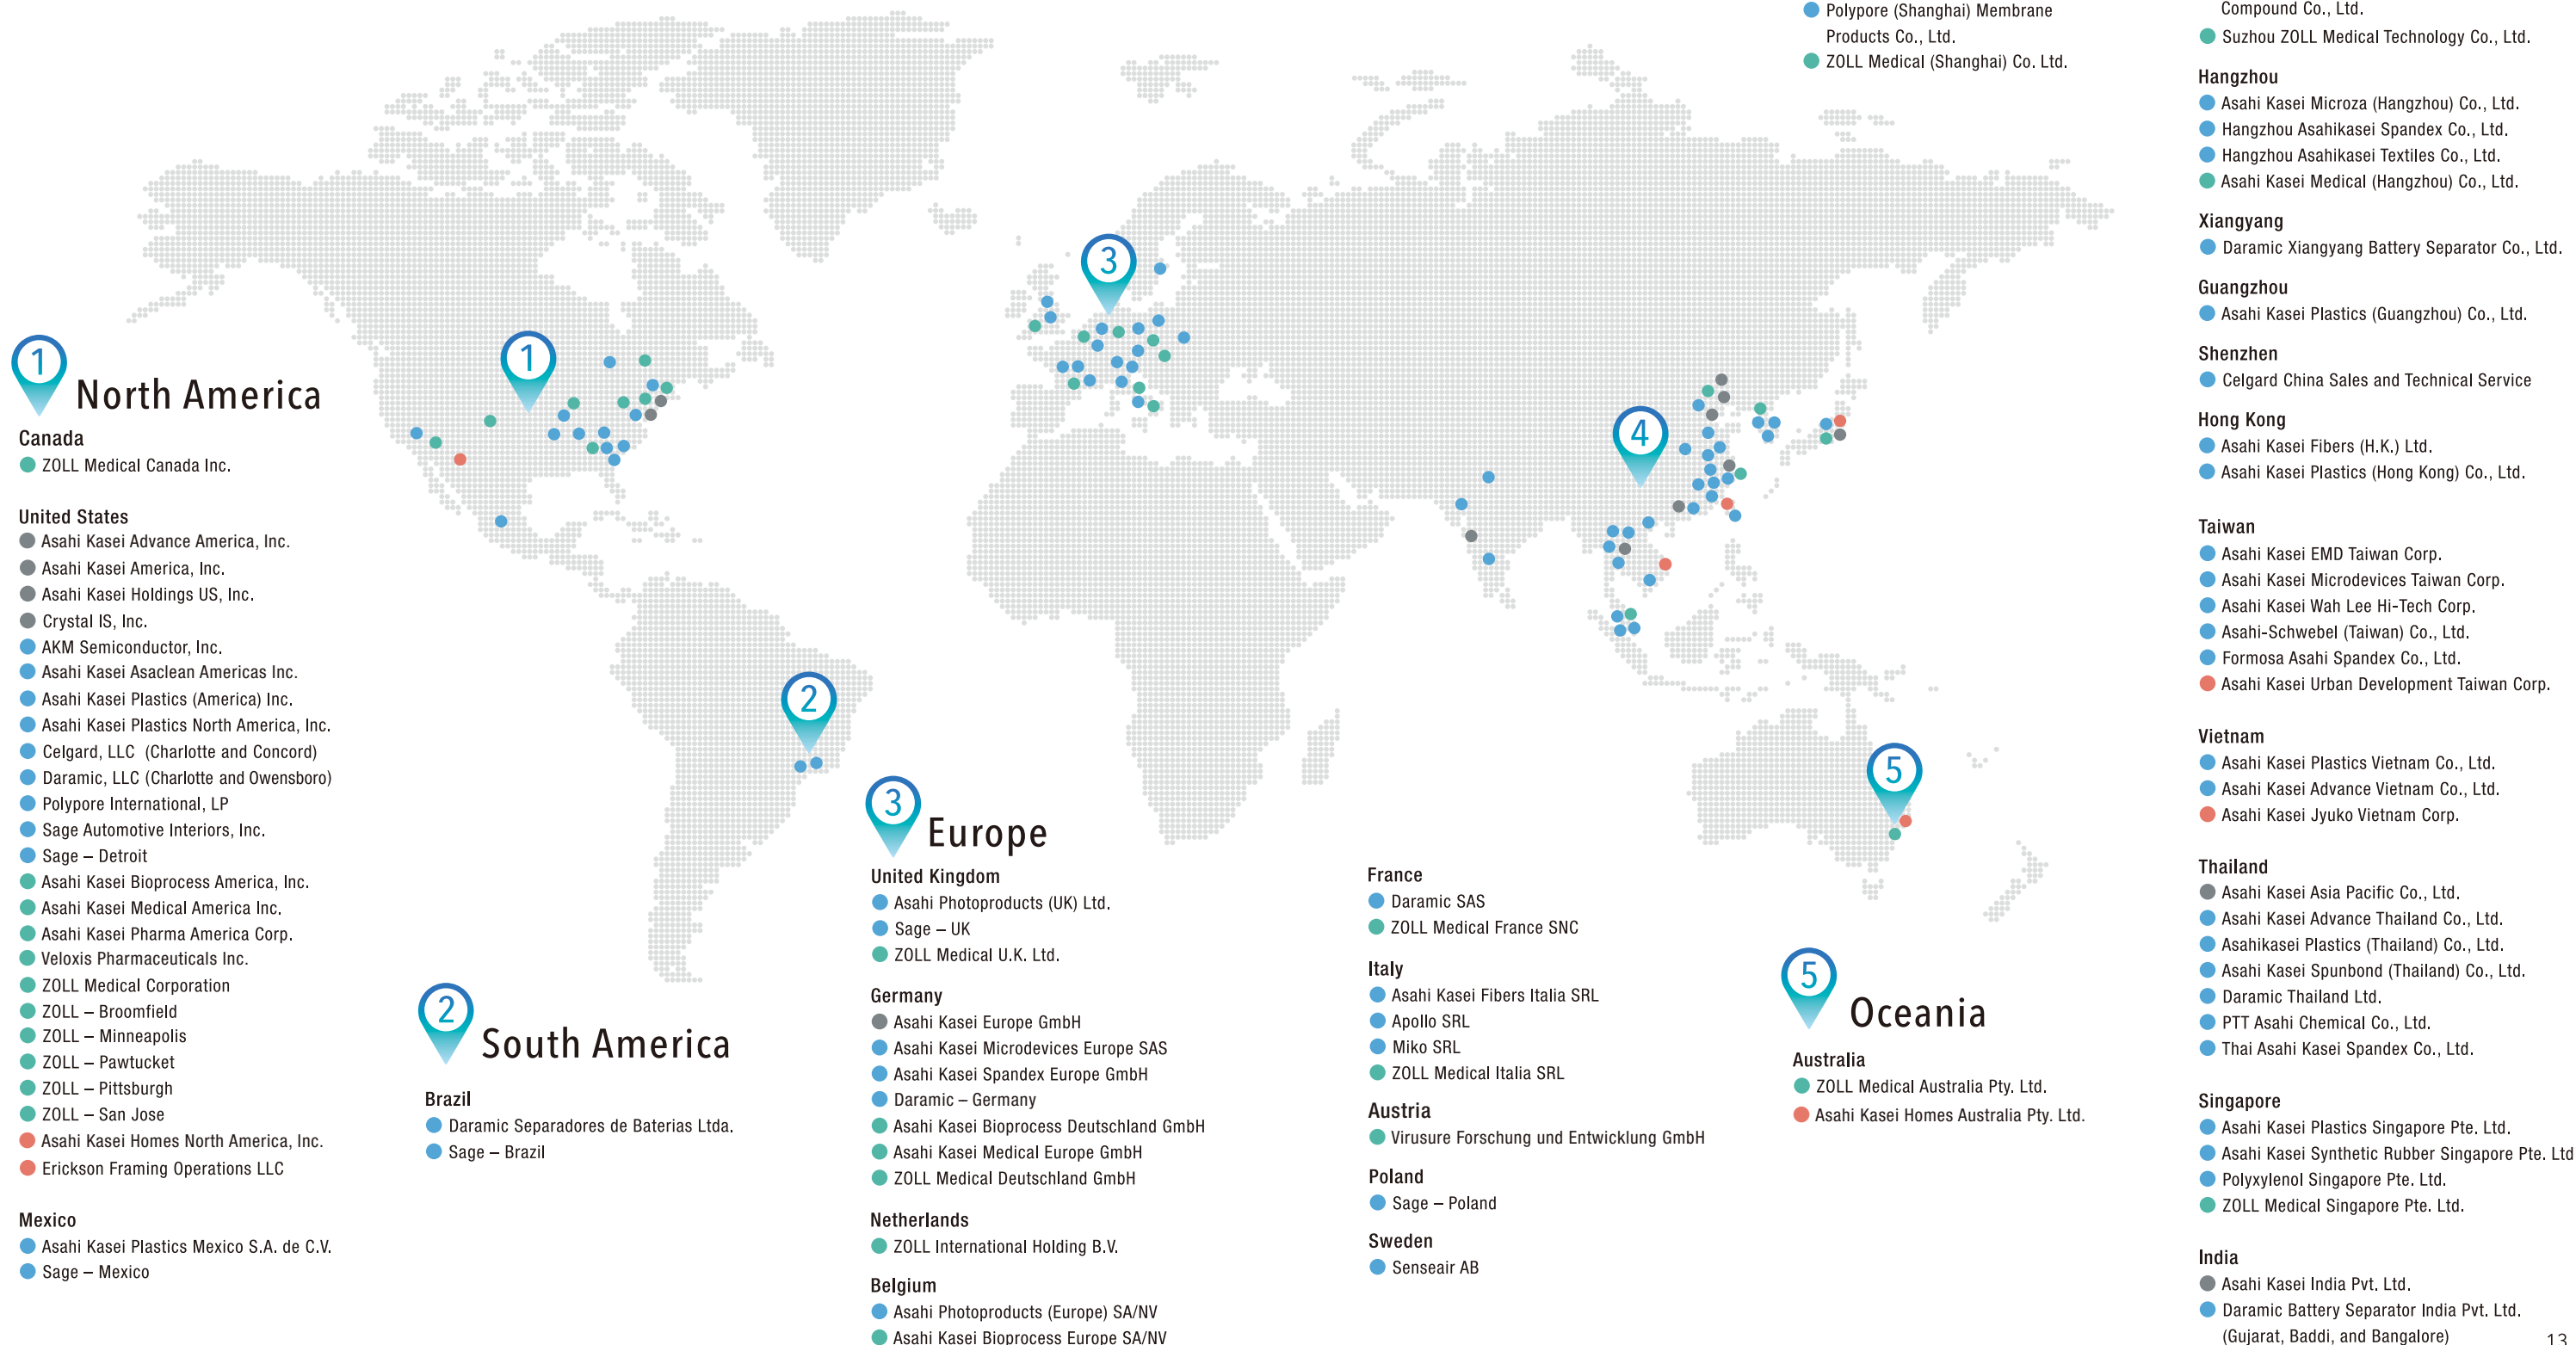 1
North America
Canada
ZOLL Medical Canada Inc.
United States
Asahi Kasei Advance America, Inc.
Asahi Kasei America, Inc.
Asahi Kasei Holdings US, Inc.
Crystal IS, Inc.
AKM Semiconductor, Inc.
Asahi Kasei Asaclean Americas Inc.
Asahi Kasei Plastics (America) Inc.
Asahi Kasei Plastics North America, Inc.
Celgard, LLC (Charlotte and Concord)
Daramic, LLC (Charlotte and Owensboro)
Polypore International, LP
Sage Automotive Interiors, Inc.
Sage – Detroit
Asahi Kasei Bioprocess America, Inc.
Asahi Kasei Medical America Inc.
Asahi Kasei Pharma America Corp.
Veloxis Pharmaceuticals Inc.
ZOLL Medical Corporation
ZOLL – Broomfield
ZOLL – Minneapolis
ZOLL – Pawtucket
ZOLL – Pittsburgh
ZOLL – San Jose
Asahi Kasei Homes North America, Inc.
Erickson Framing Operations LLC
Mexico
Asahi Kasei Plastics Mexico S.A. de C.V.
Sage – Mexico
1
2
3
4
5
2
South America
Brazil
Daramic Separadores de Baterias Ltda.
Sage – Brazil
3
Europe
United Kingdom
Asahi Photoproducts (UK) Ltd.
Sage – UK
ZOLL Medical U.K. Ltd.
Germany
Asahi Kasei Europe GmbH
Asahi Kasei Microdevices Europe SAS
Asahi Kasei Spandex Europe GmbH
Daramic – Germany
Asahi Kasei Bioprocess Deutschland GmbH
Asahi Kasei Medical Europe GmbH
ZOLL Medical Deutschland GmbH
Netherlands
ZOLL International Holding B.V.
Belgium
Asahi Photoproducts (Europe) SA/NV
Asahi Kasei Bioprocess Europe SA/NV
France
Daramic SAS
ZOLL Medical France SNC
Italy
Asahi Kasei Fibers Italia SRL
Apollo SRL
Miko SRL
ZOLL Medical Italia SRL
Austria
Virusure Forschung und Entwicklung GmbH
Poland
Sage – Poland
Sweden
Senseair AB
5
Oceania
Australia
ZOLL Medical Australia Pty. Ltd.
Asahi Kasei Homes Australia Pty. Ltd.
Polypore (Shanghai) Membrane
Products Co., Ltd.
ZOLL Medical (Shanghai) Co. Ltd.
Compound Co., Ltd.
Suzhou ZOLL Medical Technology Co., Ltd.
Hangzhou
Asahi Kasei Microza (Hangzhou) Co., Ltd.
Hangzhou Asahikasei Spandex Co., Ltd.
Hangzhou Asahikasei Textiles Co., Ltd.
Asahi Kasei Medical (Hangzhou) Co., Ltd.
Xiangyang
Daramic Xiangyang Battery Separator Co., Ltd.
Guangzhou
Asahi Kasei Plastics (Guangzhou) Co., Ltd.
Shenzhen
Celgard China Sales and Technical Service
Hong Kong
Asahi Kasei Fibers (H.K.) Ltd.
Asahi Kasei Plastics (Hong Kong) Co., Ltd.
Taiwan
Asahi Kasei EMD Taiwan Corp.
Asahi Kasei Microdevices Taiwan Corp.
Asahi Kasei Wah Lee Hi-Tech Corp.
Asahi-Schwebel (Taiwan) Co., Ltd.
Formosa Asahi Spandex Co., Ltd.
Asahi Kasei Urban Development Taiwan Corp.
Vietnam
Asahi Kasei Plastics Vietnam Co., Ltd.
Asahi Kasei Advance Vietnam Co., Ltd.
Asahi Kasei Jyuko Vietnam Corp.
Thailand
Asahi Kasei Asia Pacific Co., Ltd.
Asahi Kasei Advance Thailand Co., Ltd.
Asahikasei Plastics (Thailand) Co., Ltd.
Asahi Kasei Spunbond (Thailand) Co., Ltd.
Daramic Thailand Ltd.
PTT Asahi Chemical Co., Ltd.
Thai Asahi Kasei Spandex Co., Ltd.
Singapore
Asahi Kasei Plastics Singapore Pte. Ltd.
Asahi Kasei Synthetic Rubber Singapore Pte. Ltd
Polyxylenol Singapore Pte. Ltd.
ZOLL Medical Singapore Pte. Ltd.
India
Asahi Kasei India Pvt. Ltd.
Daramic Battery Separator India Pvt. Ltd.
(Gujarat, Baddi, and Bangalore)
13